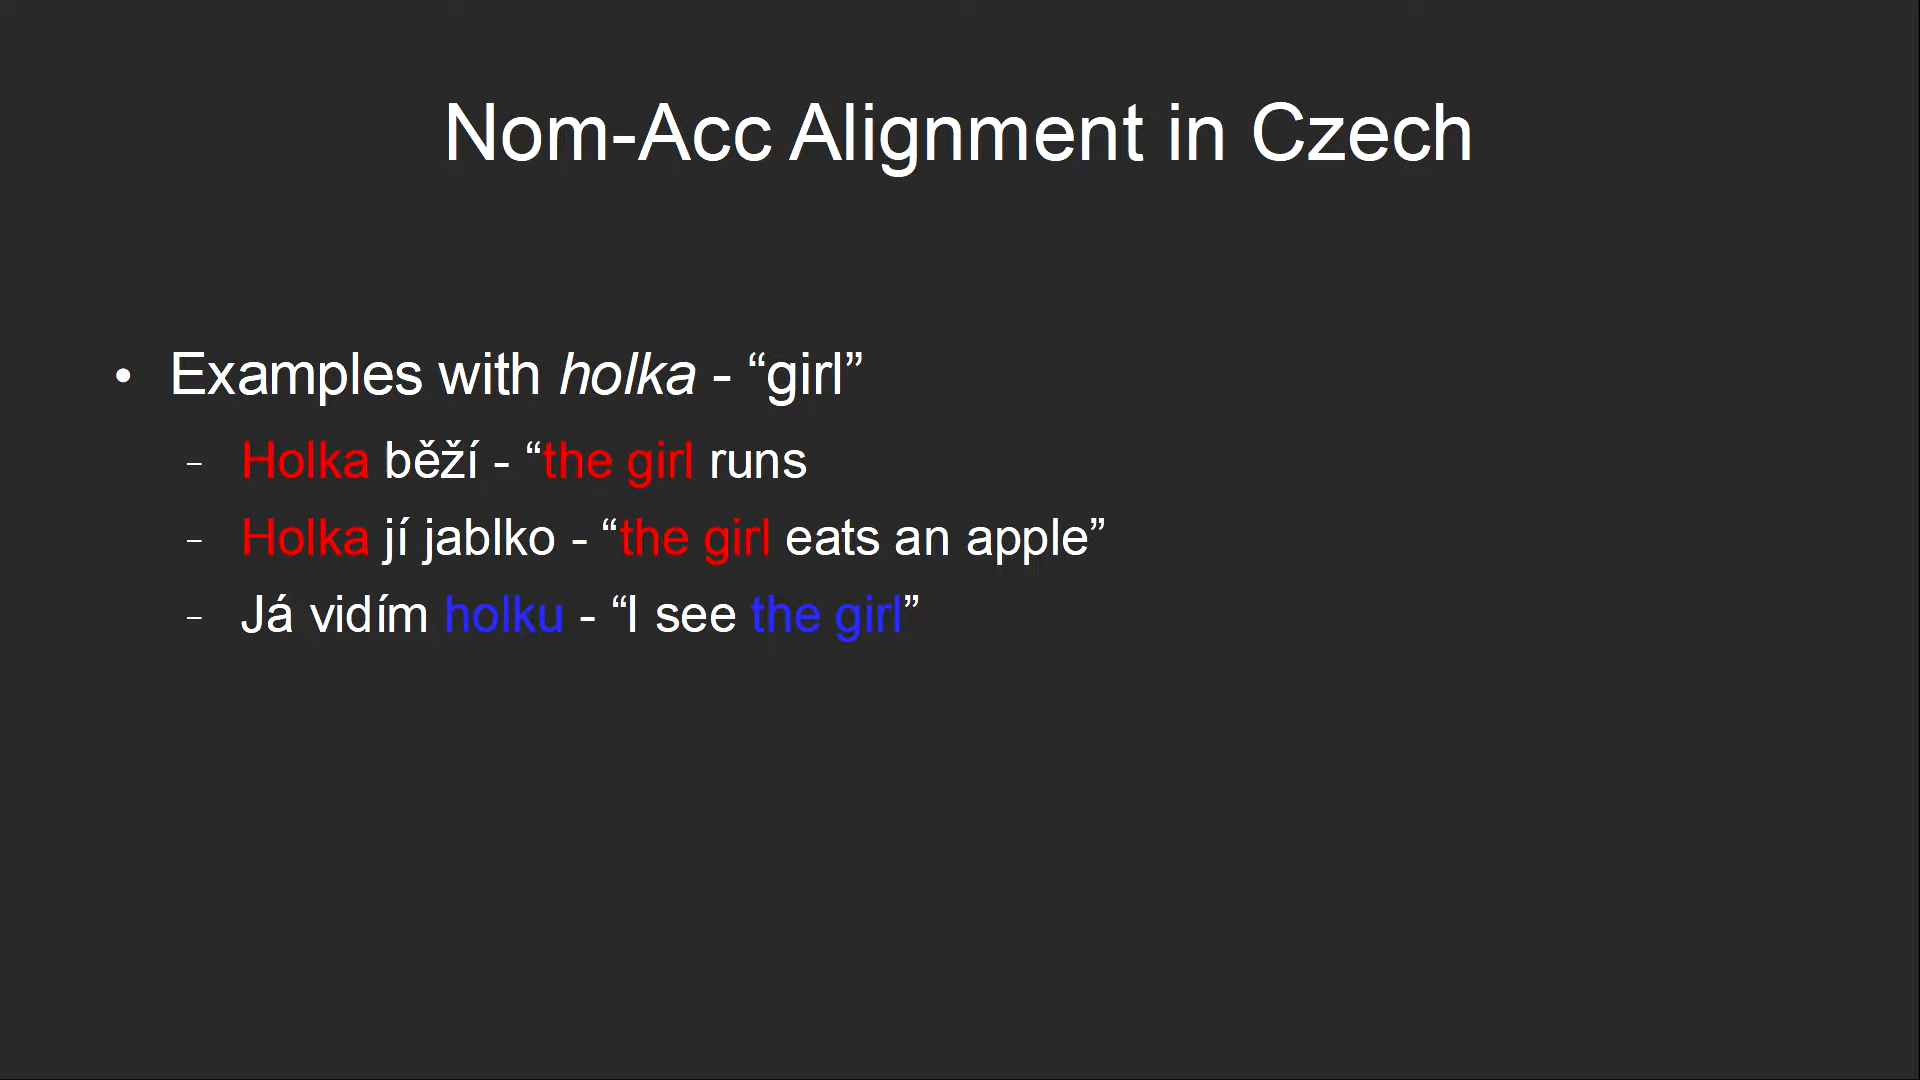 Nom-Acc Alignment in Czech
• Examples with holka - “girl”
– Holka běží - “the girl runs
– Holka jí jablko - “the girl eats an apple”
– Já vidím holku - “I see the girl”